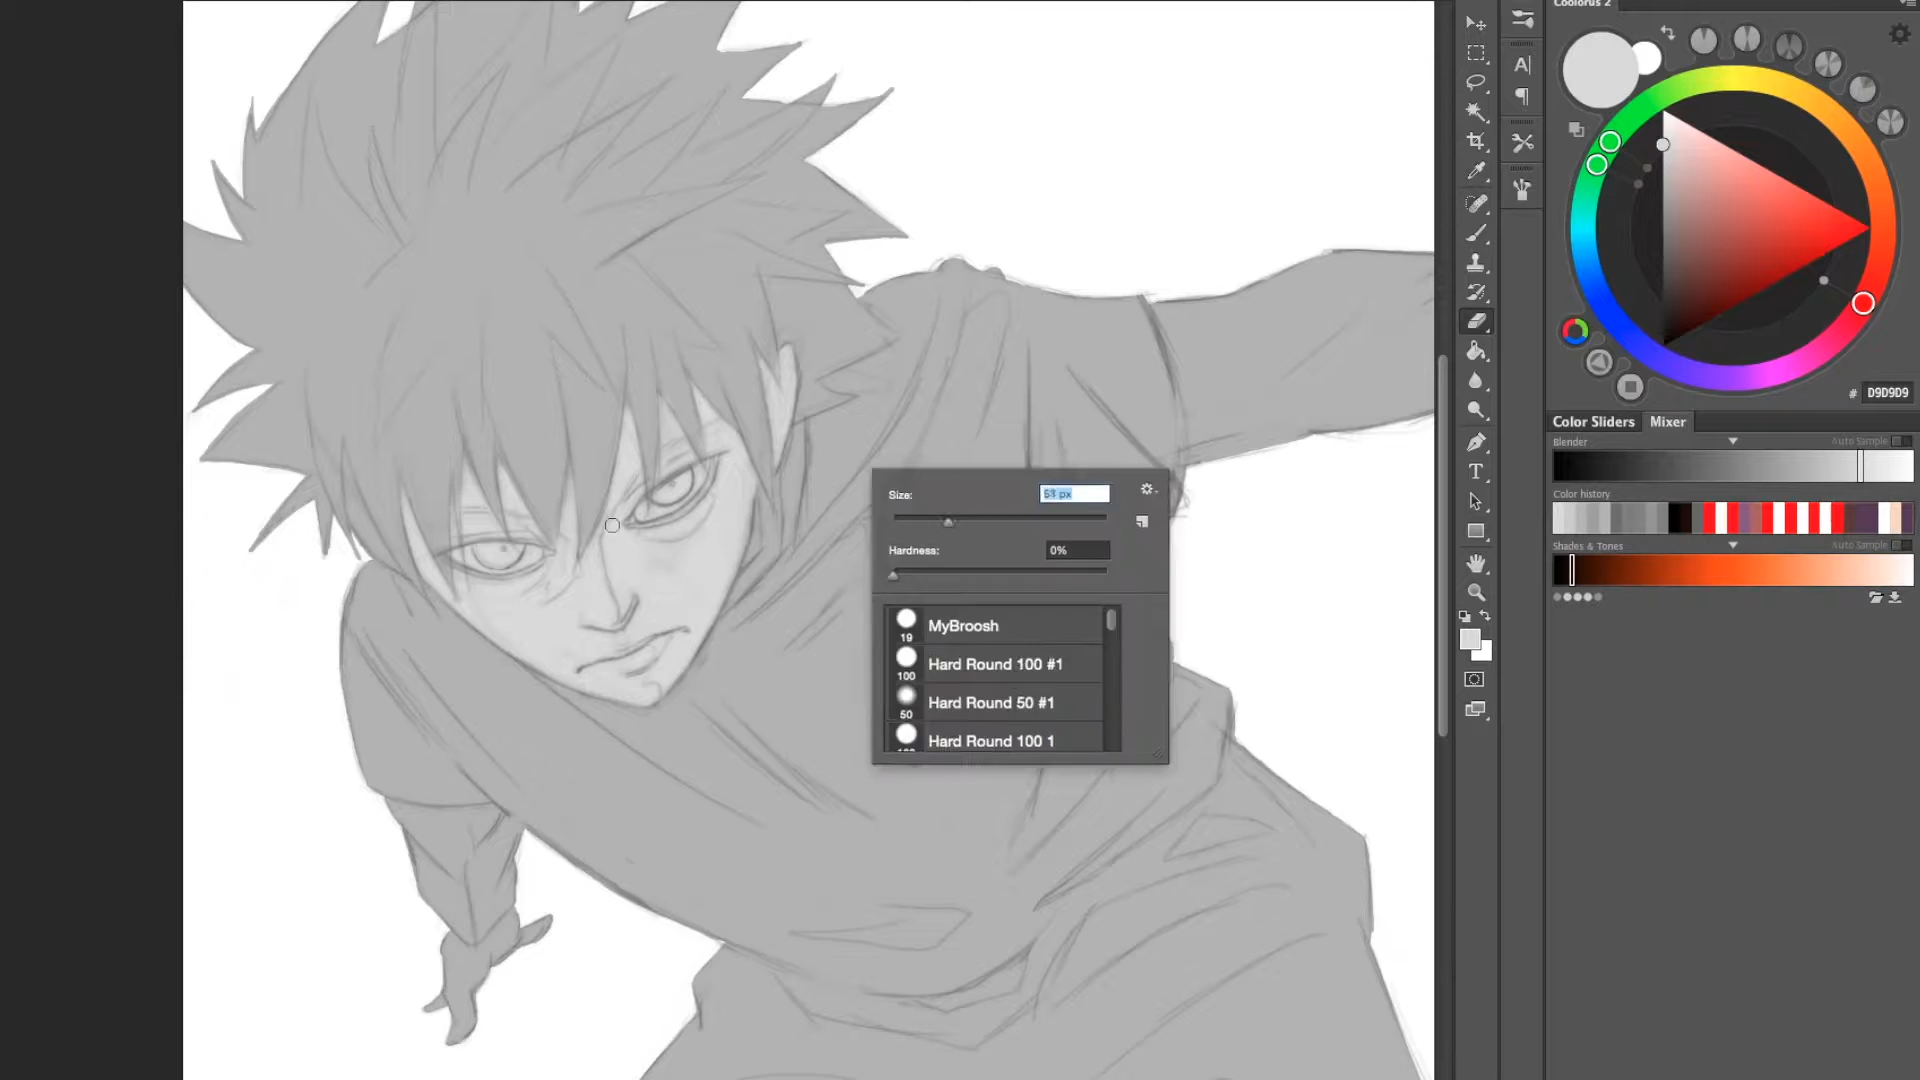 Coolorus 2
# D9D9D9
Color Sliders
Mixer
Blender
Auto Sample
Color history
Shades & Tones
Auto Sample
Size:
px
Hardness:
0%
19
MyBroosh
100
Hard Round 100 #1
50
Hard Round 50 #1
Hard Round 100 1
A
T